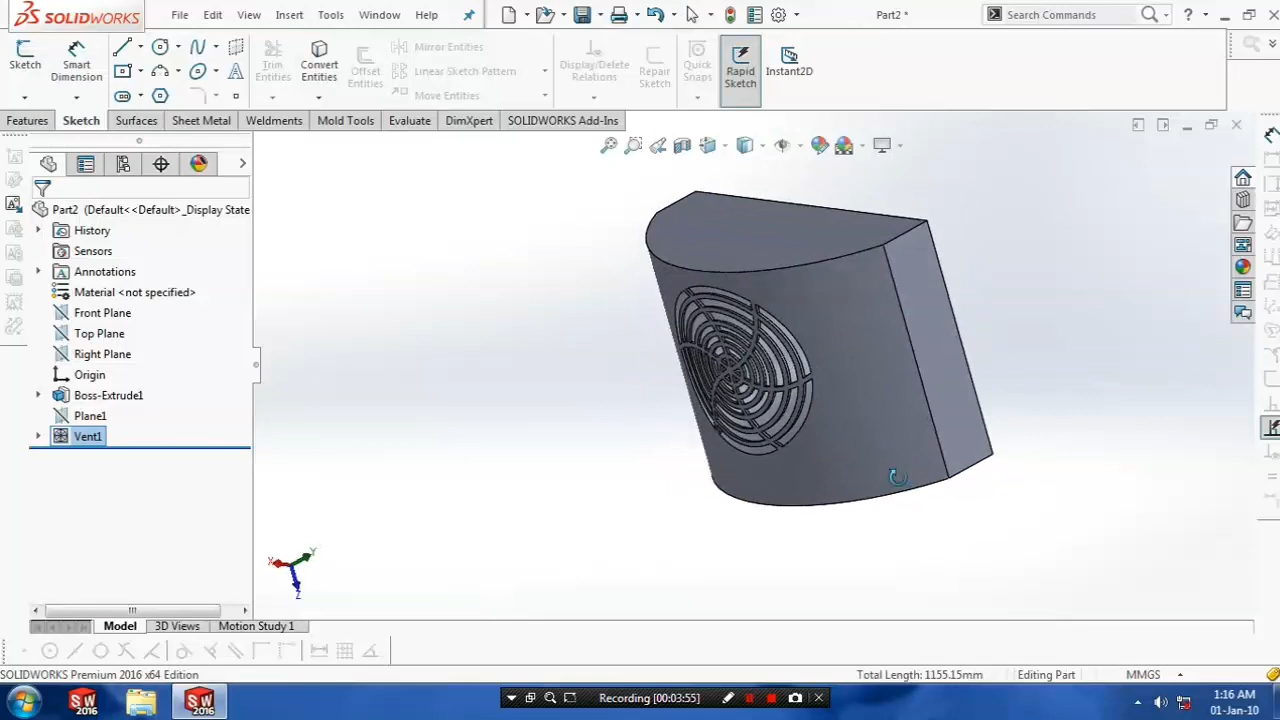 SOLIDWORKS
File Edit View Insert Tools Window Help
Part2 *
Search Commands
Sketch
Smart Dimension
Trim Entities
Convert Entities
Offset Entities
Mirror Entities
Linear Sketch Pattern
Move Entities
Display/Delete Relations
Repair Sketch
Quick Snaps
Rapid Sketch
Instant2D
Features Sketch Surfaces Sheet Metal Weldments Mold Tools Evaluate DimXpert SOLIDWORKS Add-Ins
Part2 (Default<<Default>_Display State
History
Sensors
Annotations
Material <not specified>
Front Plane
Top Plane
Right Plane
Origin
Boss-Extrude1
Plane1
Vent1
X
Y
Z
Model 3D Views Motion Study 1
SOLIDWORKS Premium 2016 x64 Edition
Total Length: 1155.15mm Editing Part MMGS
SW 2016
SW 2016
Recording [00:03:55]
1:16 AM
01-Jan-10